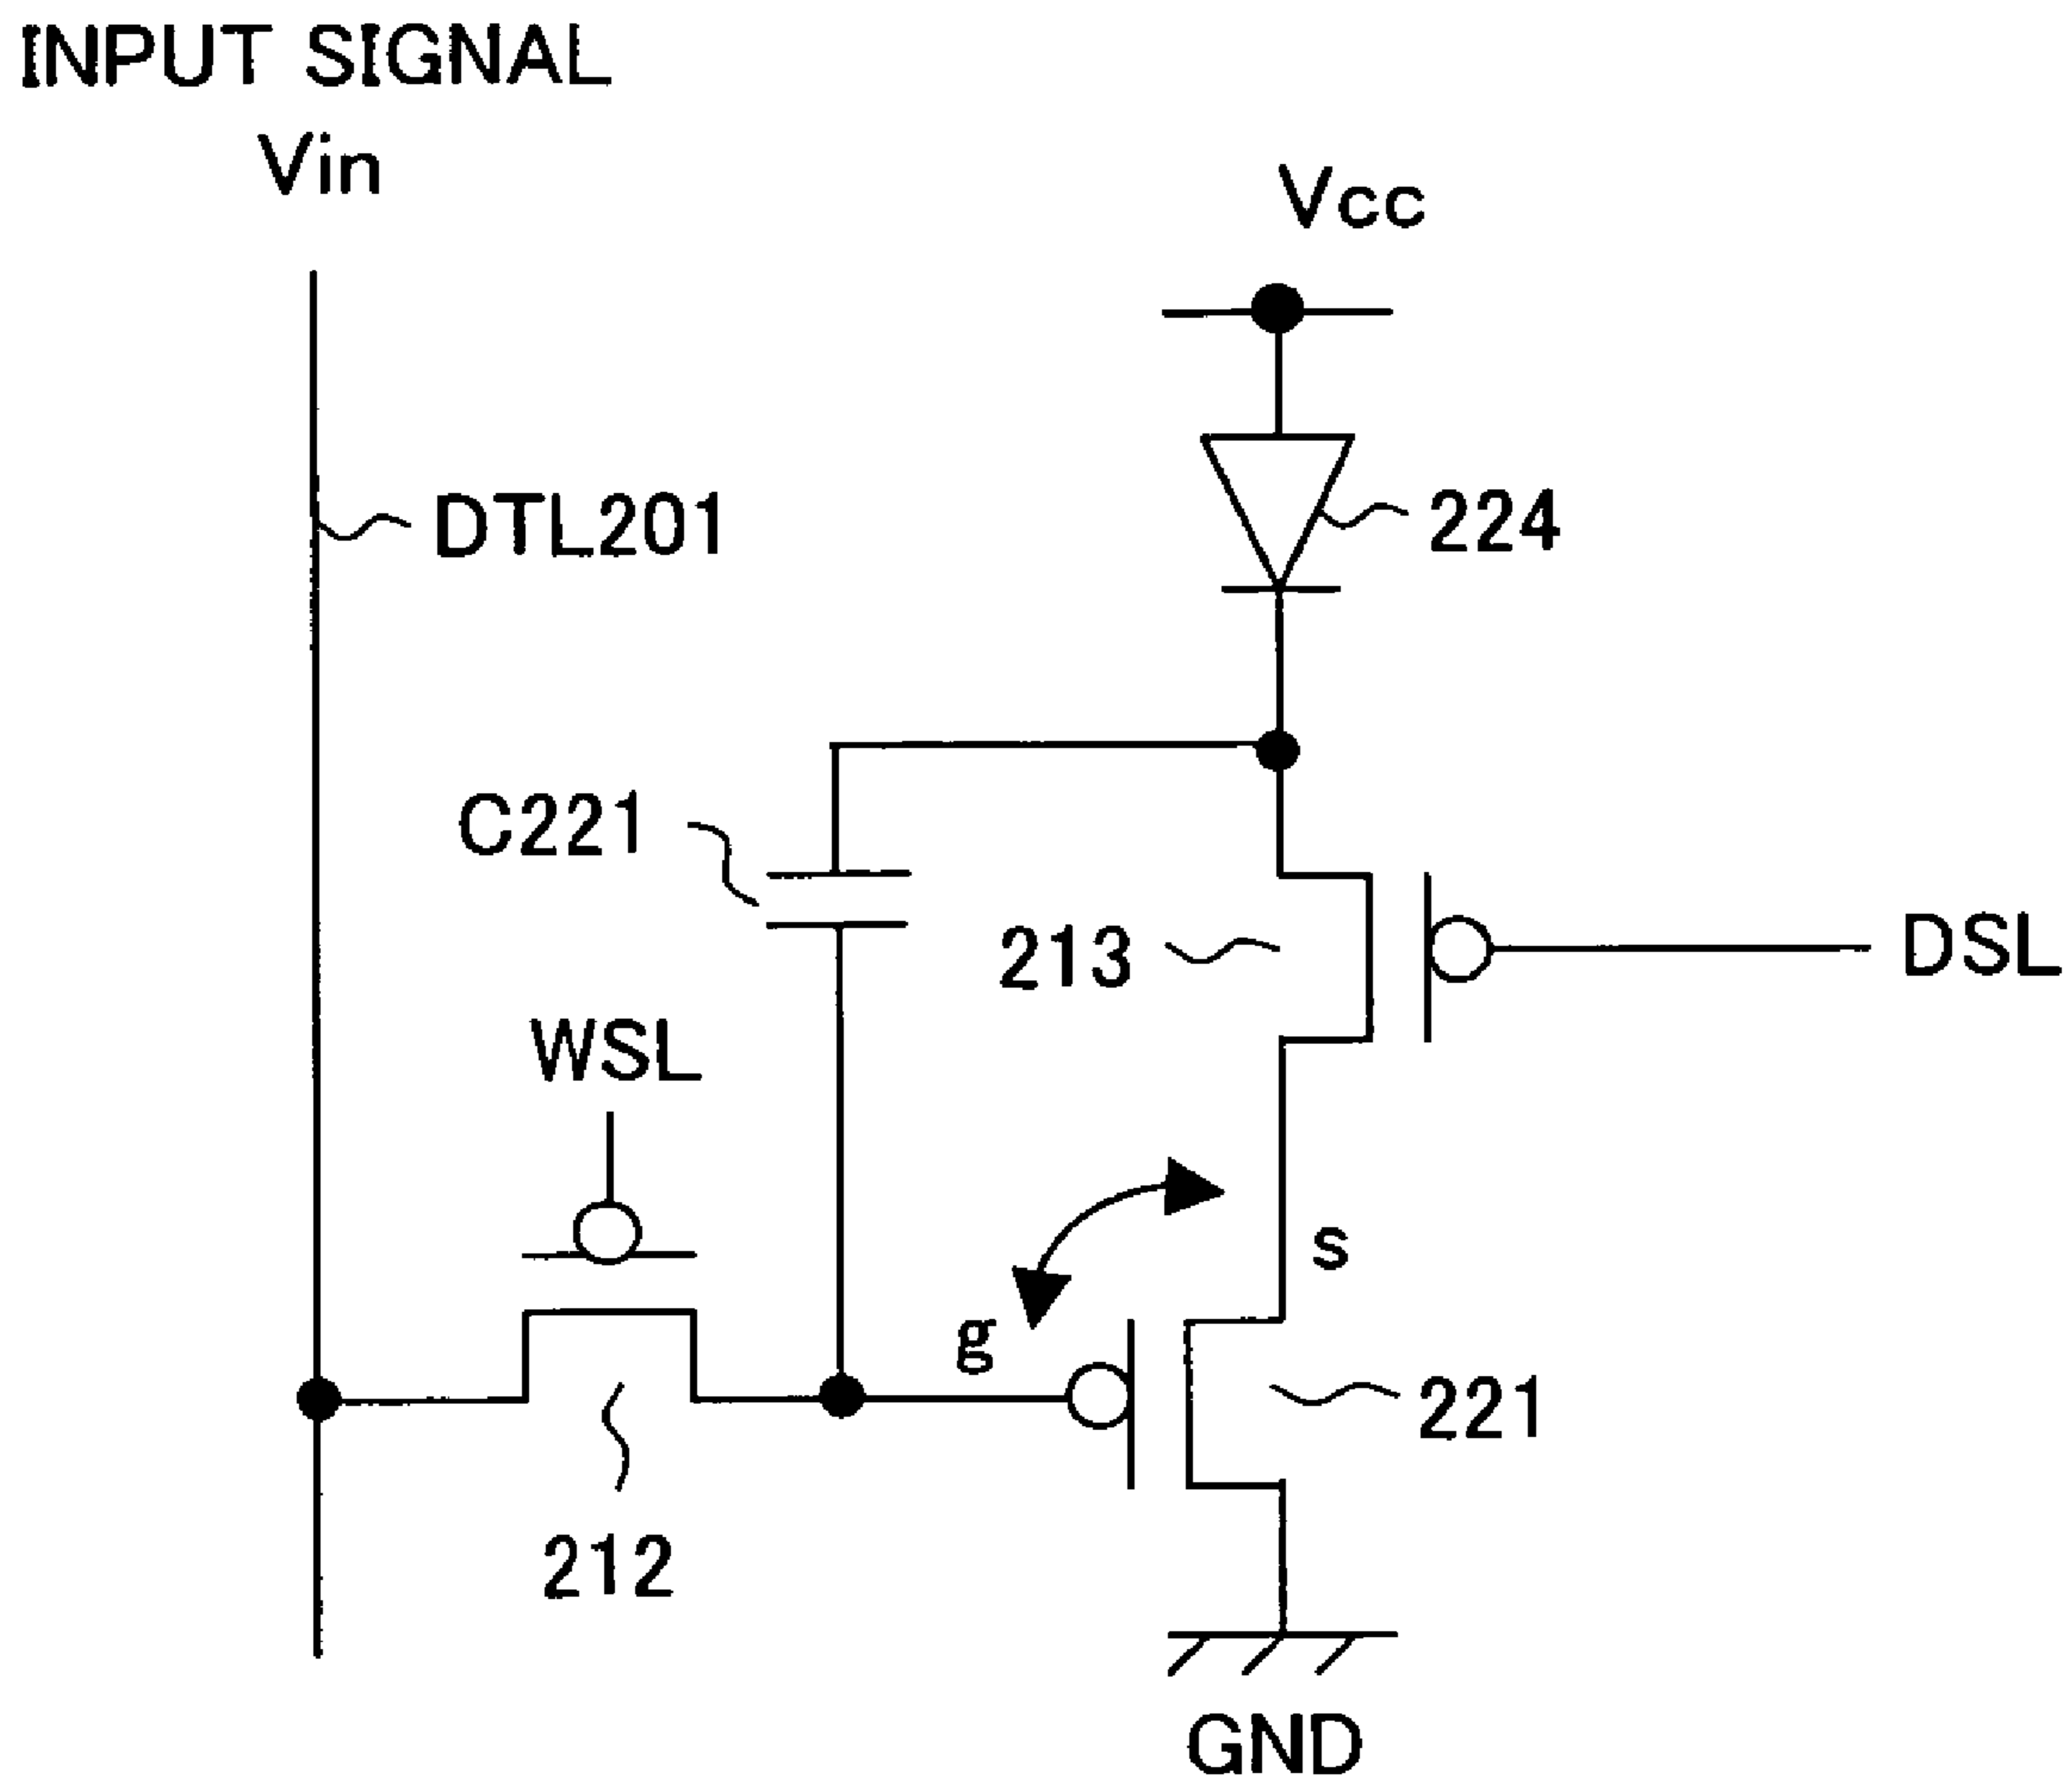 INPUT SIGNAL
Vin
Vcc
DTL201
224
C221
213
DSL
WSL
s
g
221
212
GND